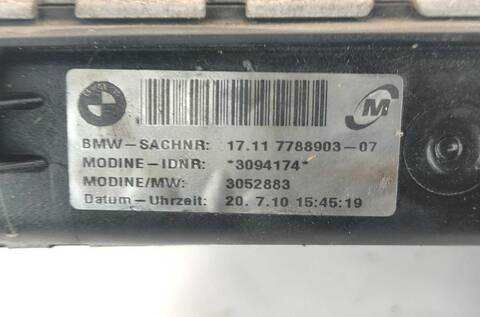 BMW-SACHNR: 17.11 7788903-07
MODINE-IDNR: *3094174*
MODINE/MW: 3052883
Datum-Uhrzeit: 20. 7.10 15:45:19